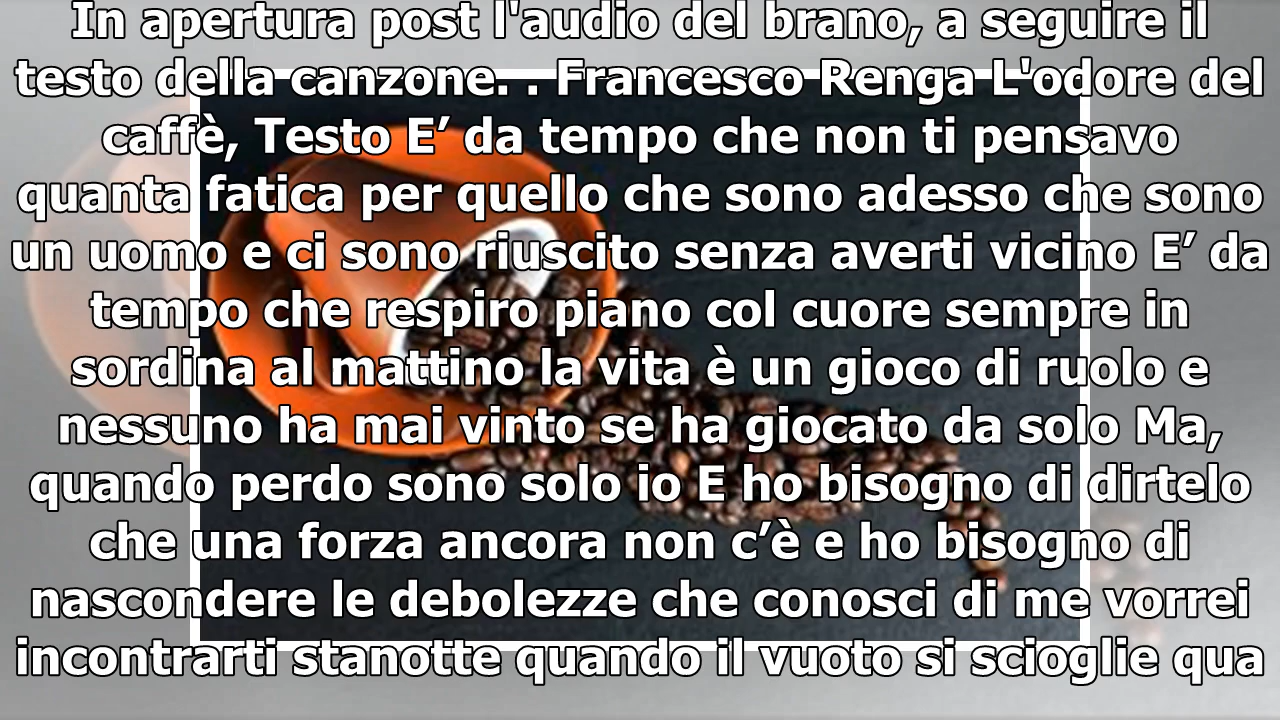 In apertura post l'audio del brano, a seguire il
testo della canzone. . Francesco Renga L'odore del
caffè, Testo E’ da tempo che non ti pensavo
quanta fatica per quello che sono adesso che sono
un uomo e ci sono riuscito senza averti vicino E’ da
tempo che respiro piano col cuore sempre in
sordina al mattino la vita è un gioco di ruolo e
nessuno ha mai vinto se ha giocato da solo Ma,
quando perdo sono solo io E ho bisogno di dirtelo
che una forza ancora non c’è e ho bisogno di
nascondere le debolezze che conosci di me vorrei
incontrarti stanotte quando il vuoto si scioglie qua